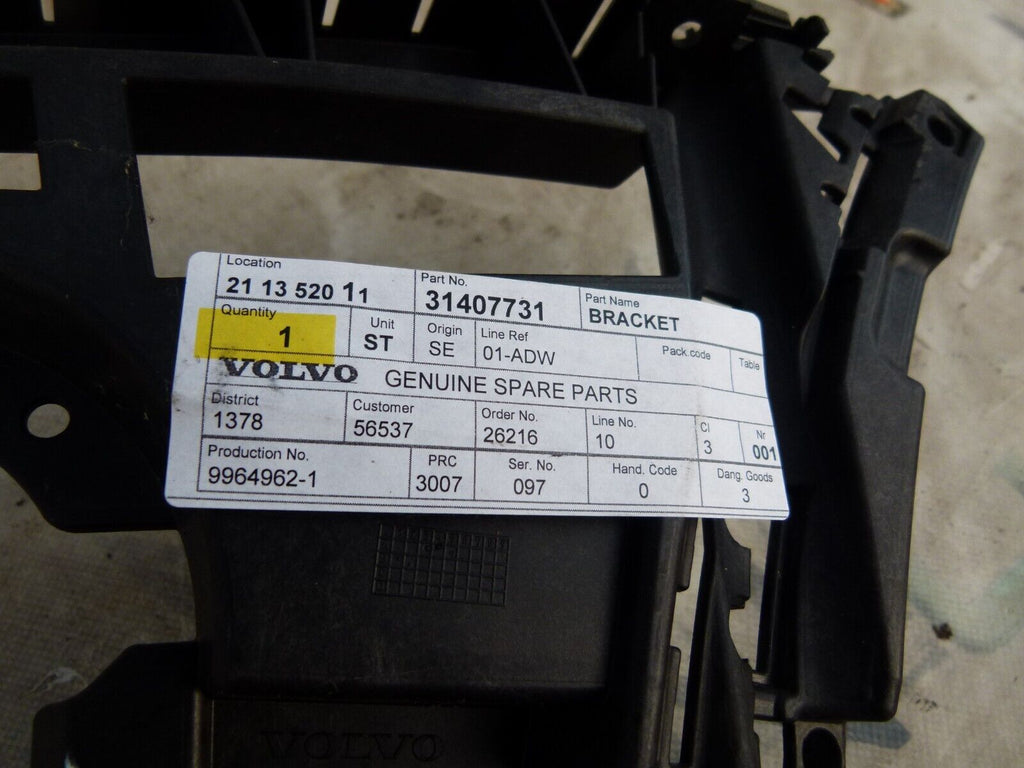 Location Part No. Part Name
21 13 520 11 31407731 BRACKET
Quantity Unit Origin Line Ref Pack.code Table
1 ST SE 01-ADW
VOLVO GENUINE SPARE PARTS
District Customer Order No. Line No. CI Nr
1378 56537 26216 10 3 001
Production No. PRC Ser. No. Hand. Code Dang. Goods
9964962-1 3007 097 0 3
VOLVO